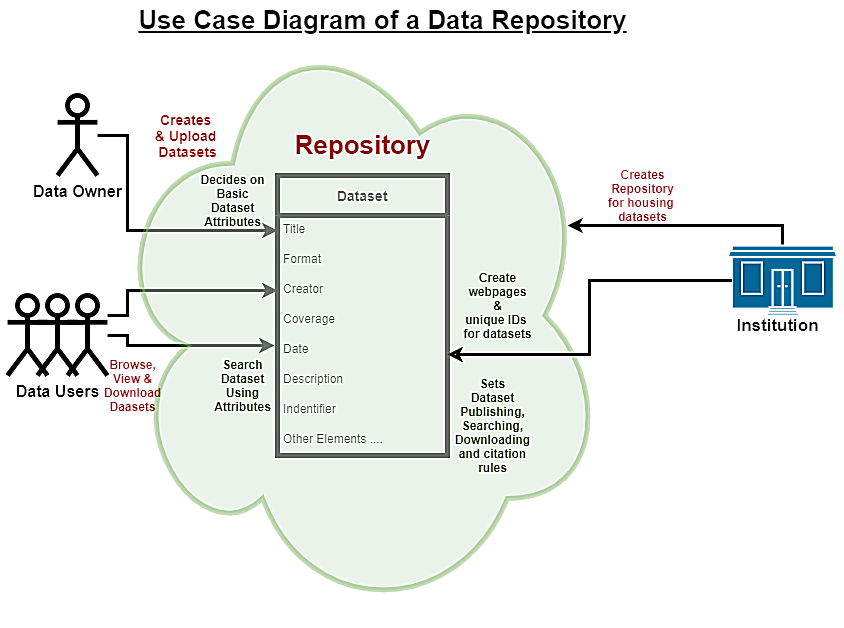 Use Case Diagram of a Data Repository
Creates
& Upload
Datasets
Data Owner
Repository
Decides on
Basic
Dataset
Attributes
Dataset
Title
Format
Creator
Coverage
Date
Description
Indentifier
Other Elements ....
Creates
Repository
for housing
datasets
Institution
Create
webpages
&
unique IDs
for datasets
Sets
Dataset
Publishing,
Searching,
Downloading
and citation
rules
Data Users
Browse,
View &
Download
Daasets
Search
Dataset
Using
Attributes